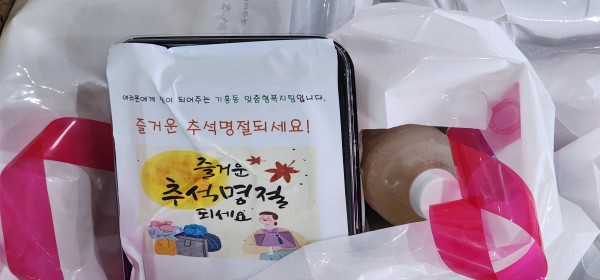 여러분에게 힘이 되어주는 기흥동 맞춤형복지팀입니다.
즐거운 추석명절되세요!
즐거운
추석명절
되세요